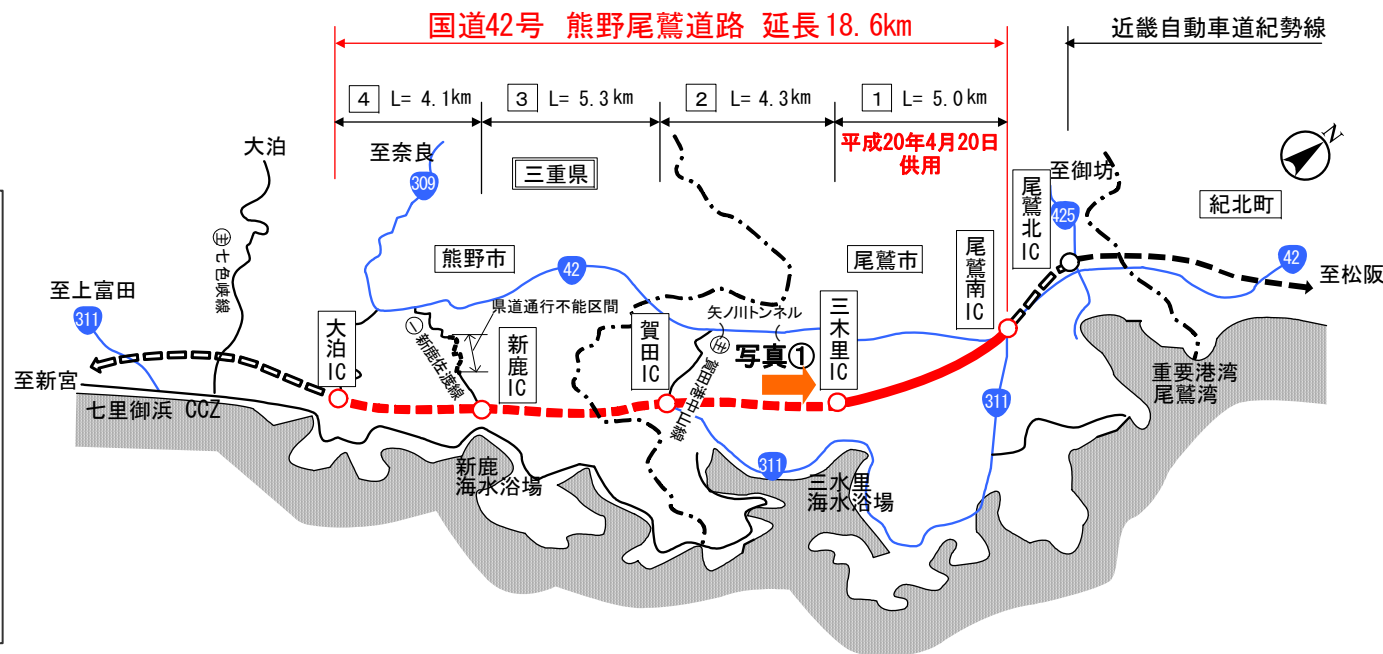 国道42号 熊野尾鷲道路 延長18.6km
近畿自動車道紀勢線
4 L= 4.1km
3 L= 5.3km
2 L= 4.3km
1 L= 5.0km
平成20年4月20日
供用
大泊
至奈良
309
三重県
N
至御坊
425
尾鷲北IC
紀北町
主 七色峡線
熊野市
42
尾鷲市
尾鷲南IC
42
至松阪
至上富田
311
県道通行不能区間
矢ノ川トンネル
大泊IC
一 新鹿佐渡線
新鹿IC
賀田IC
主 賀田港中山線
写真①
三木里IC
至新宮
七里御浜 CCZ
重要港湾
尾鷲湾
311
新鹿
海水浴場
311
三水里
海水浴場